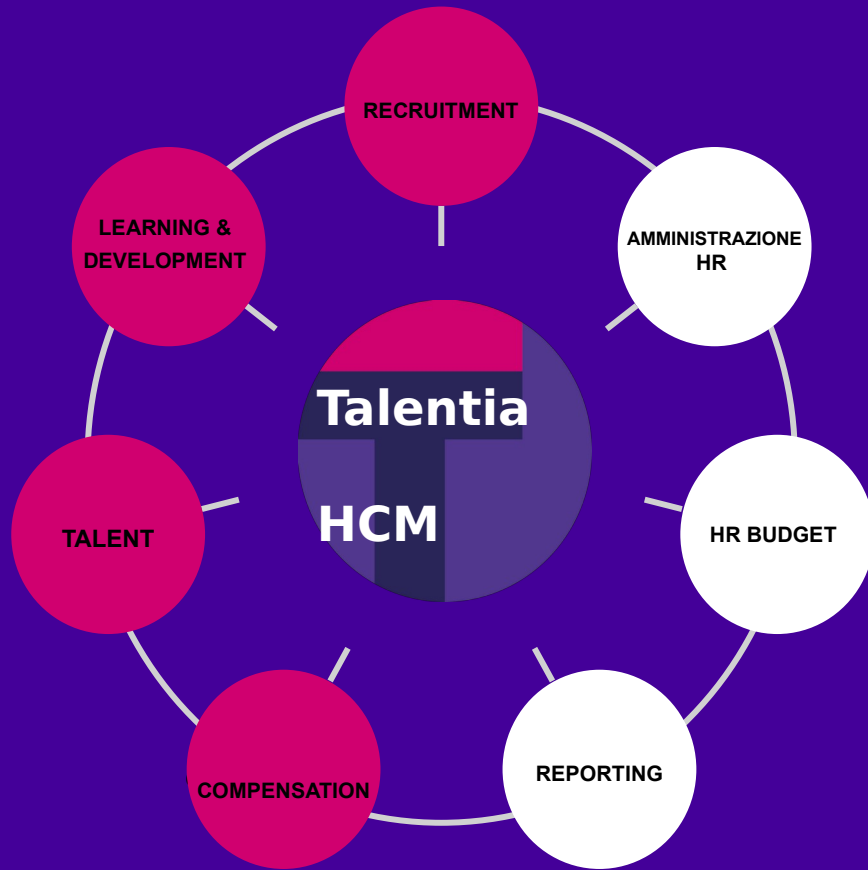 RECRUITMENT
LEARNING &
DEVELOPMENT
AMMINISTRAZIONE
HR
Talentia
HCM
TALENT
HR BUDGET
COMPENSATION
REPORTING